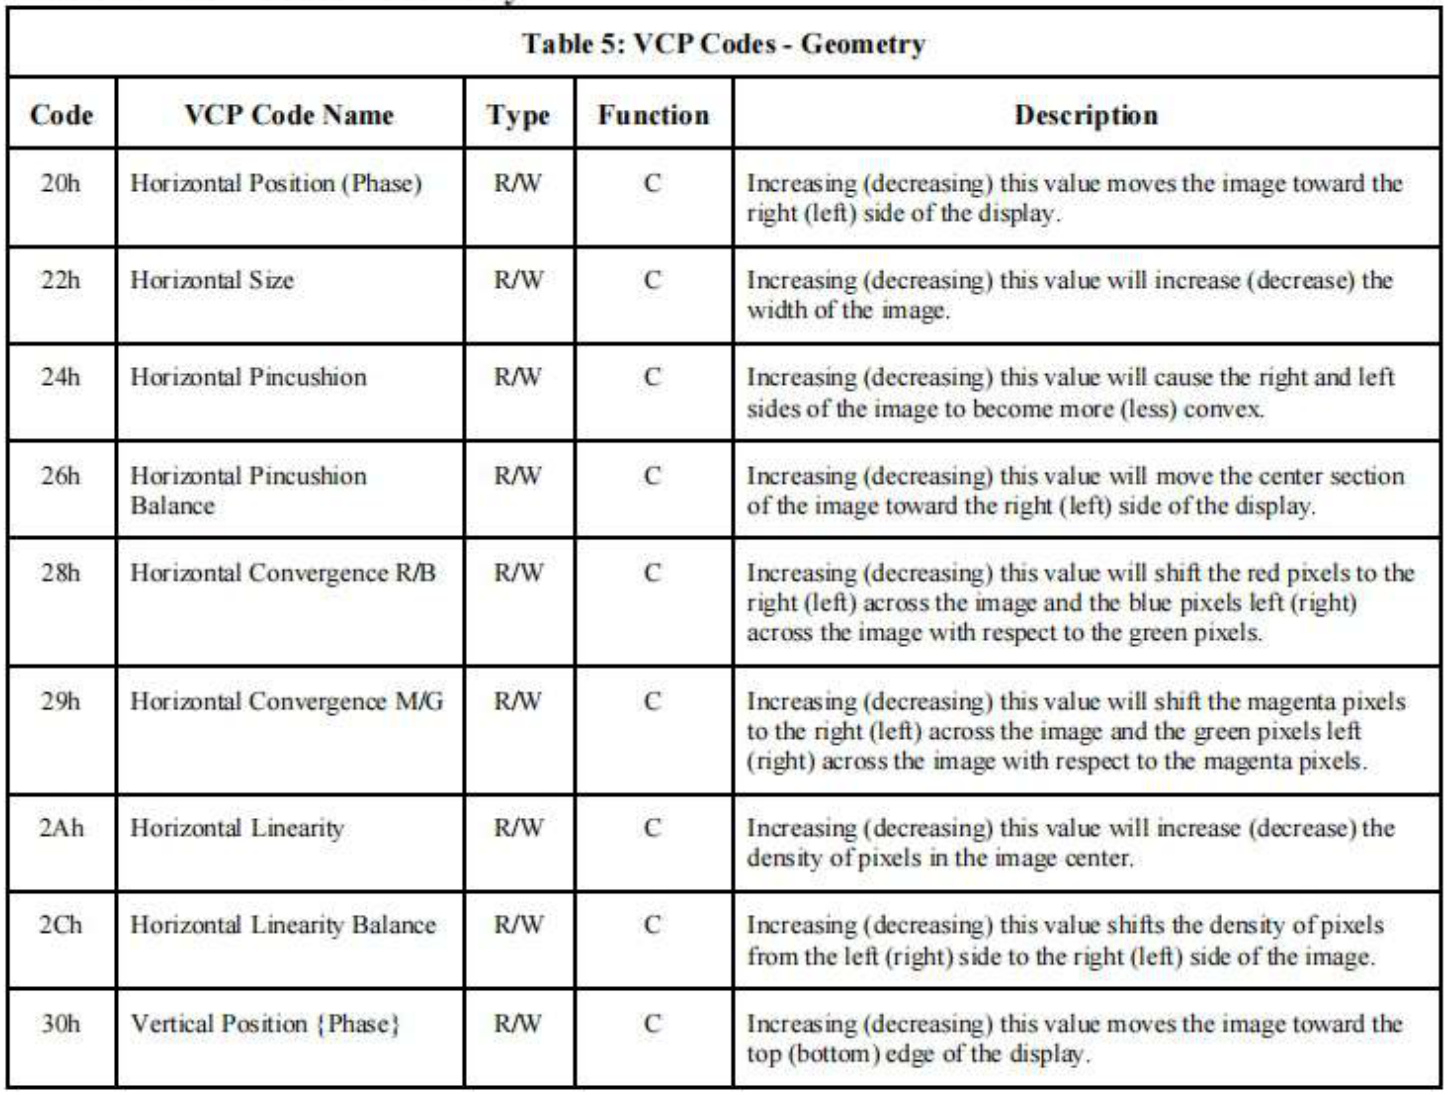 Table 5: VCP Codes - Geometry
Code VCP Code Name Type Function Description
20h Horizontal Position (Phase) R/W C Increasing (decreasing) this value moves the image toward the
right (left) side of the display.
22h Horizontal Size R/W C Increasing (decreasing) this value will increase (decrease) the
width of the image.
24h Horizontal Pincushion R/W C Increasing (decreasing) this value will cause the right and left
sides of the image to become more (less) convex.
26h Horizontal Pincushion R/W C Increasing (decreasing) this value will move the center section
Balance of the image toward the right (left) side of the display.
28h Horizontal Convergence R/B R/W C Increasing (decreasing) this value will shift the red pixels to the
right (left) across the image and the blue pixels left (right)
across the image with respect to the green pixels.
29h Horizontal Convergence M/G R/W C Increasing (decreasing) this value will shift the magenta pixels
to the right (left) across the image and the green pixels left
(right) across the image with respect to the magenta pixels.
2Ah Horizontal Linearity R/W C Increasing (decreasing) this value will increase (decrease) the
density of pixels in the image center.
2Ch Horizontal Linearity Balance R/W C Increasing (decreasing) this value shifts the density of pixels
from the left (right) side to the right (left) side of the image.
30h Vertical Position {Phase} R/W C Increasing (decreasing) this value moves the image toward the
top (bottom) edge of the display.